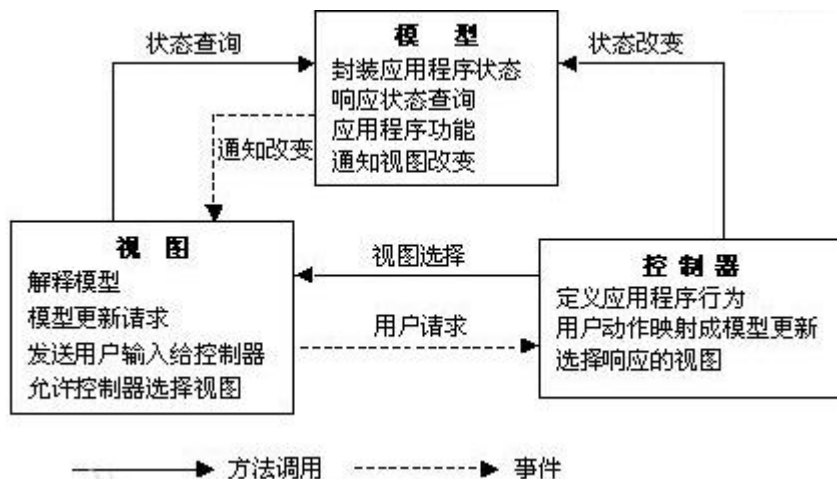 状态查询
模 型
状态改变
封装应用程序状态
响应状态查询
应用程序功能
通知视图改变
通知改变
视 图
解释模型
模型更新请求
发送用户输入给控制器
允许控制器选择视图
视图选择
用户请求
控 制 器
定义应用程序行为
用户动作映射成模型更新
选择响应的视图
方法调用
事件